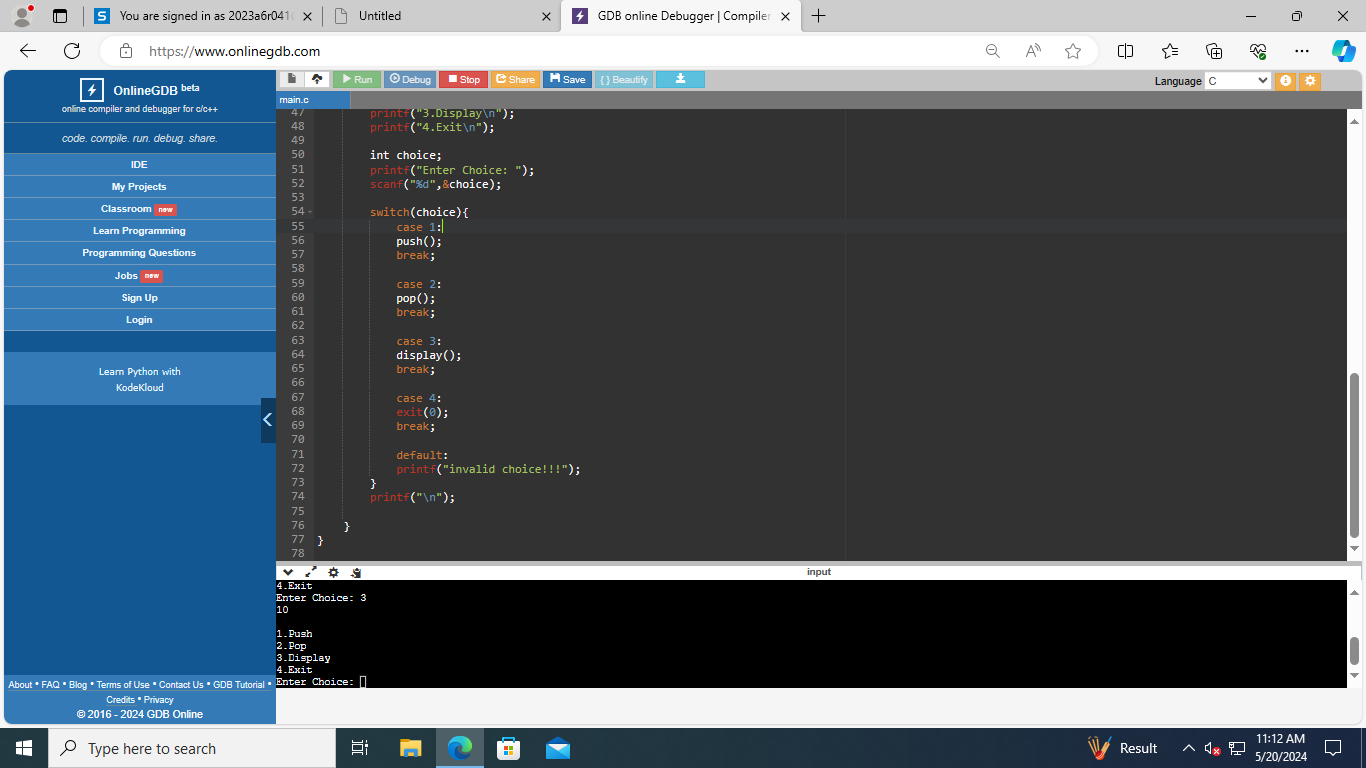 You are signed in as 2023a6r041
Untitled
GDB online Debugger | Compiler
https://www.onlinegdb.com
OnlineGDB beta
online compiler and debugger for c/c++
code. compile. run. debug. share.
IDE
My Projects
Classroom new
Learn Programming
Programming Questions
Jobs new
Sign Up
Login
Learn Python with
KodeKloud
About • FAQ • Blog • Terms of Use • Contact Us • GDB Tutorial •
Credits • Privacy
© 2016 - 2024 GDB Online
Run Debug Stop Share Save { } Beautify
Language C
main.c
47 printf("3.Display\n");
48 printf("4.Exit\n");
49
50 int choice;
51 printf("Enter Choice: ");
52 scanf("%d",&choice);
53
54 switch(choice){
55 case 1:
56 push();
57 break;
58
59 case 2:
60 pop();
61 break;
62
63 case 3:
64 display();
65 break;
66
67 case 4:
68 exit(0);
69 break;
70
71 default:
72 printf("invalid choice!!!");
73 }
74 printf("\n");
75
76 }
77 }
78
input
4.Exit
Enter Choice: 3
10
1.Push
2.Pop
3.Display
4.Exit
Enter Choice:
Type here to search
Result
11:12 AM
5/20/2024